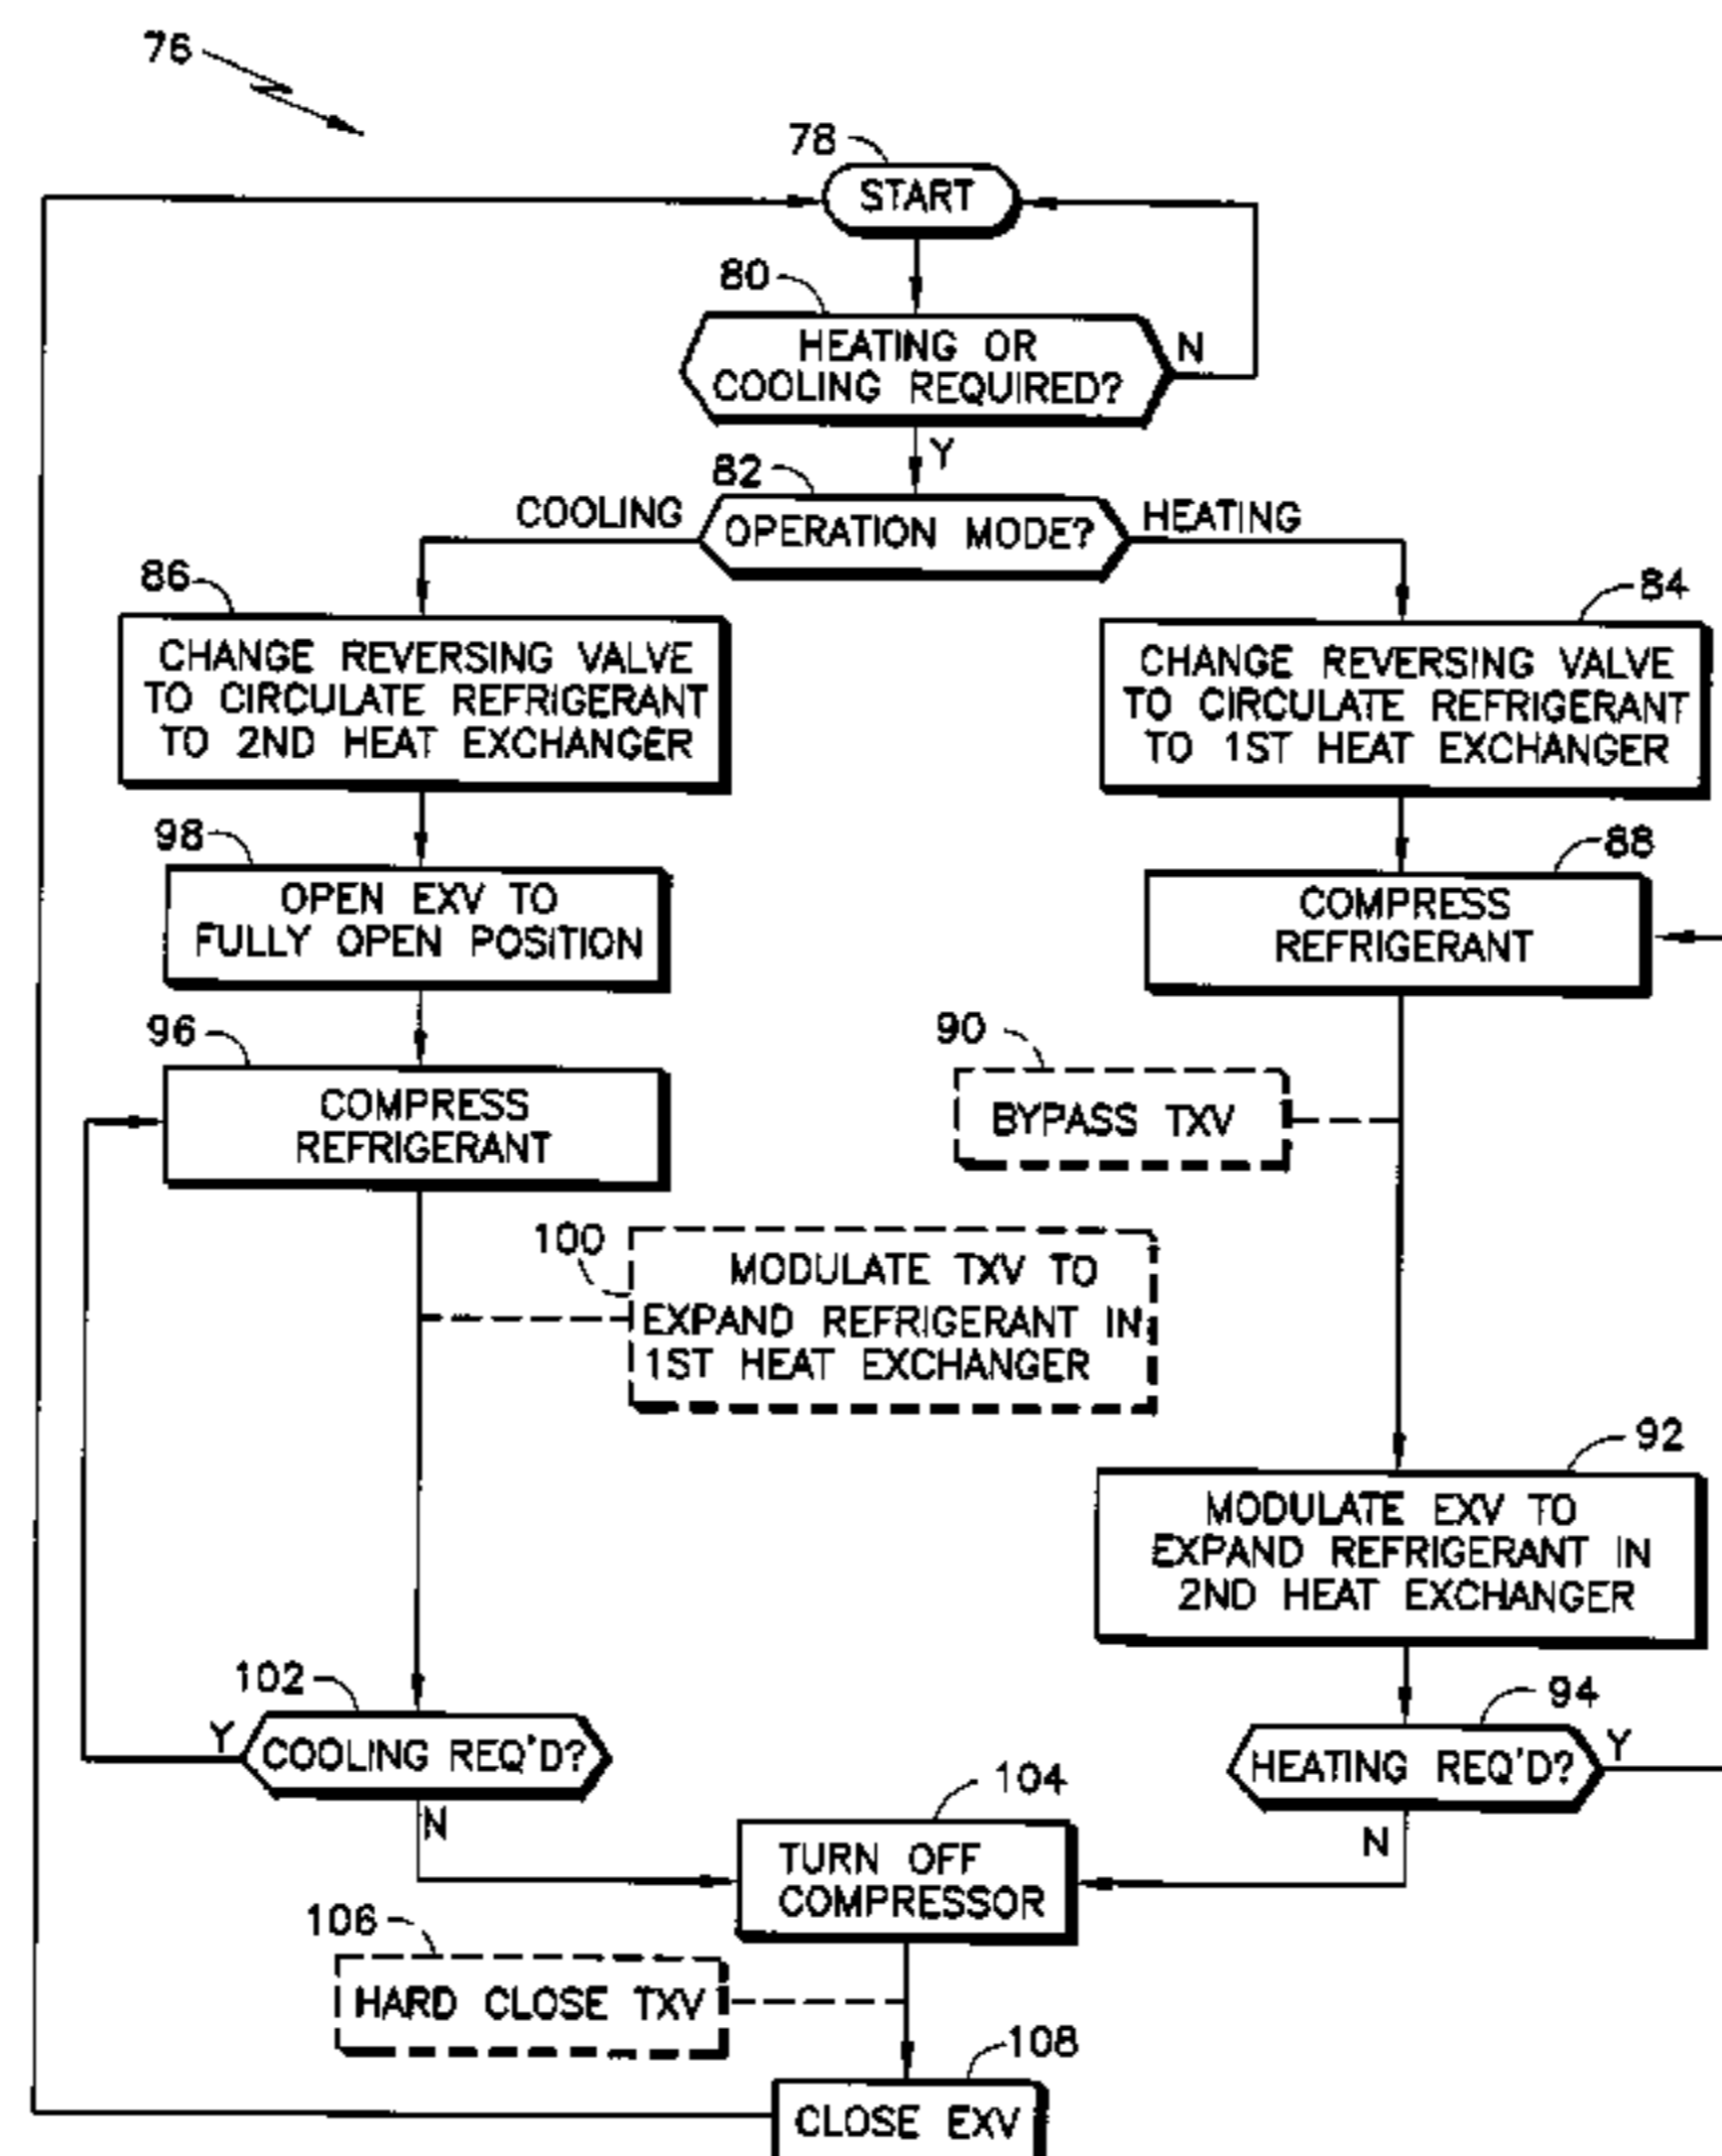 76
78
START
80
HEATING OR
COOLING REQUIRED?
N
Y
82
COOLING
OPERATION MODE?
HEATING
86
CHANGE REVERSING VALVE
TO CIRCULATE REFRIGERANT
TO 2ND HEAT EXCHANGER
84
CHANGE REVERSING VALVE
TO CIRCULATE REFRIGERANT
TO 1ST HEAT EXCHANGER
98
OPEN EXV TO
FULLY OPEN POSITION
88
COMPRESS
REFRIGERANT
96
COMPRESS
REFRIGERANT
90
BYPASS TXV
100
MODULATE TXV TO
EXPAND REFRIGERANT IN
1ST HEAT EXCHANGER
92
MODULATE EXV TO
EXPAND REFRIGERANT IN
2ND HEAT EXCHANGER
102
Y
COOLING REQ'D?
N
94
HEATING REQ'D?
Y
N
104
TURN OFF
COMPRESSOR
106
HARD CLOSE TXV
108
CLOSE EXV